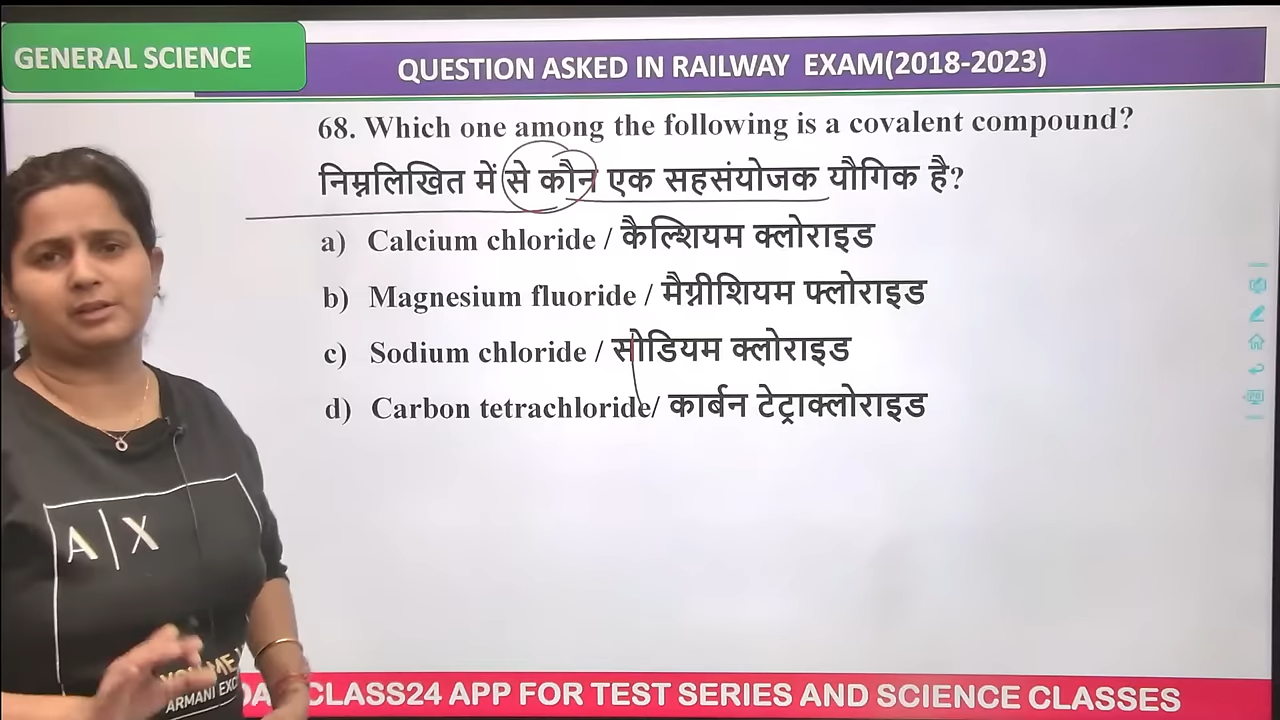 GENERAL SCIENCE
QUESTION ASKED IN RAILWAY EXAM(2018-2023)
68. Which one among the following is a covalent compound?
निम्नलिखित में से कौन एक सहसंयोजक यौगिक है?
a) Calcium chloride / कैल्शियम क्लोराइड
b) Magnesium fluoride / मैग्नीशियम फ्लोराइड
c) Sodium chloride / सोडियम क्लोराइड
d) Carbon tetrachloride/ कार्बन टेट्राक्लोराइड
A|X
ARMANI EXC
CLASS24 APP FOR TEST SERIES AND SCIENCE CLASSES